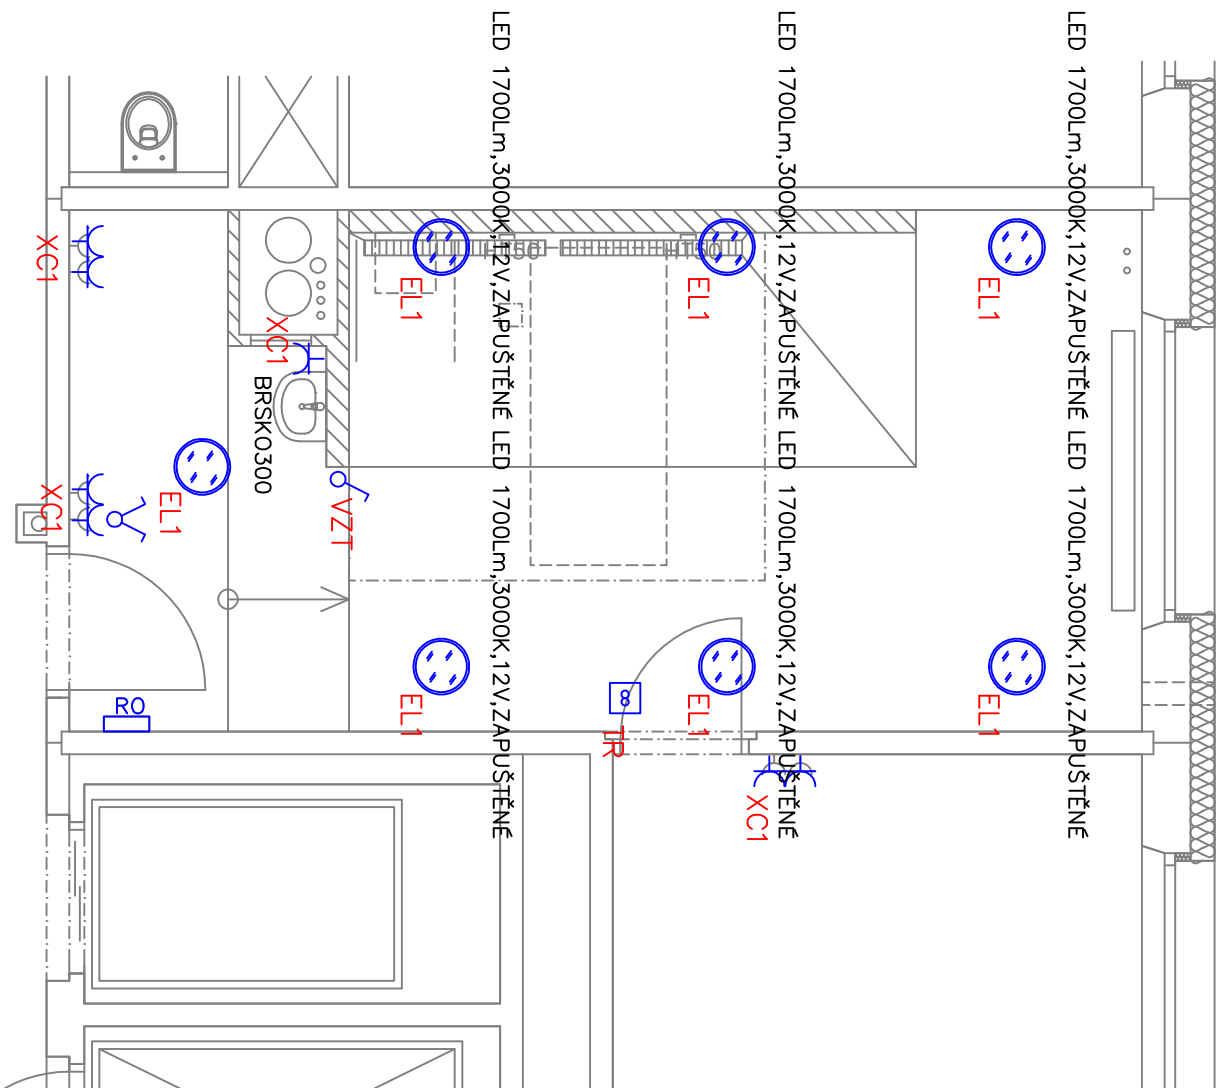 LED 1700Lm,3000K,12V,ZAPUŠTĚNÉ
LED 1700Lm,3000K,12V,ZAPUŠTĚNÉ
LED 1700Lm,3000K,12V,ZAPUŠTĚNÉ
XC1
EL1
EL1
EL1
HT50
XC1
BRSKO300
LED 1700Lm,3000K,12V,ZAPUŠTĚNÉ
LED 1700Lm,3000K,12V,ZAPUŠTĚNÉ
LED 1700Lm,3000K,12V,ZAPUŠTĚNÉ
XC1
EL1
VZT
RO
EL1
8
EL1
EL1
TR
XC1